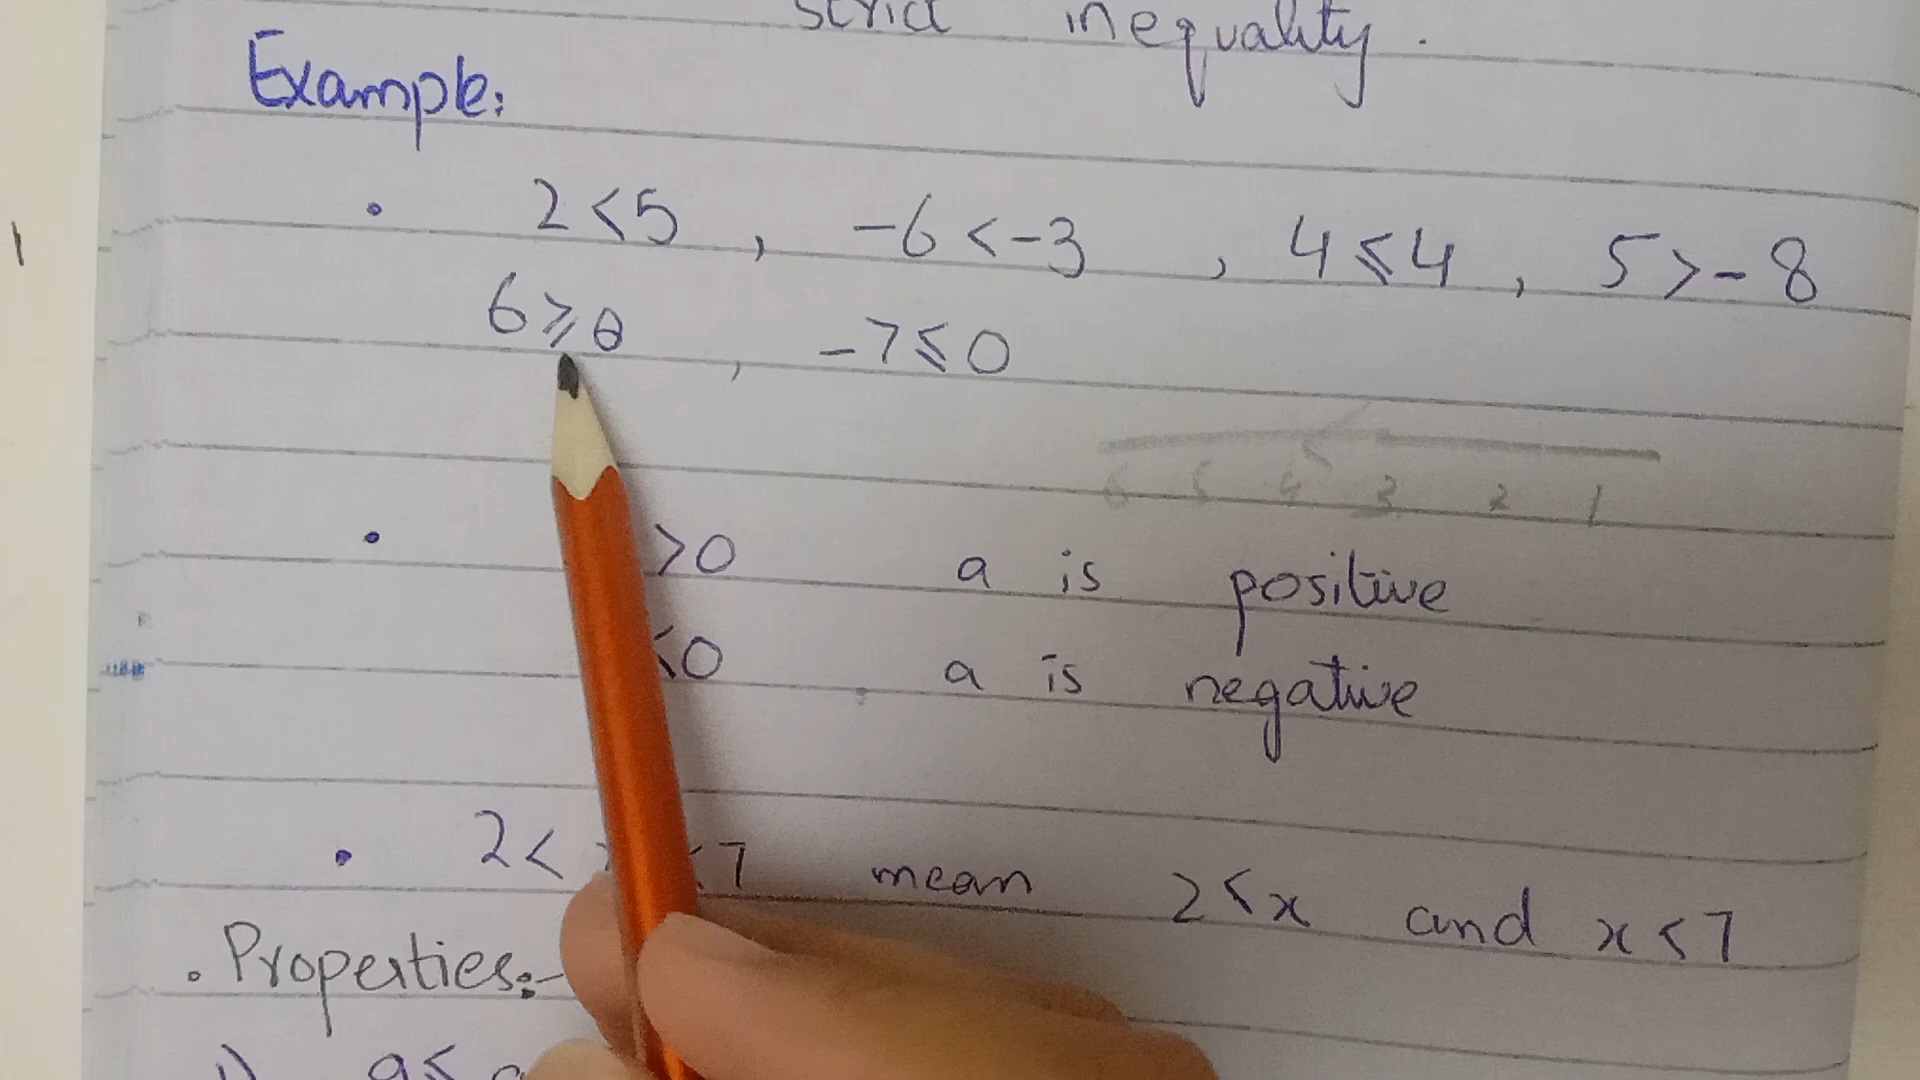 strict inequality.
Example:
• 2<5 , -6<-3 , 4⩽4 , 5>-8
6⩾0 , -7⩽0
6 5 4 3 2 1
• >0 a is positive
<0 a is negative
• 2< <7 mean 2<x and x<7
. Properties:-
1) a⩽